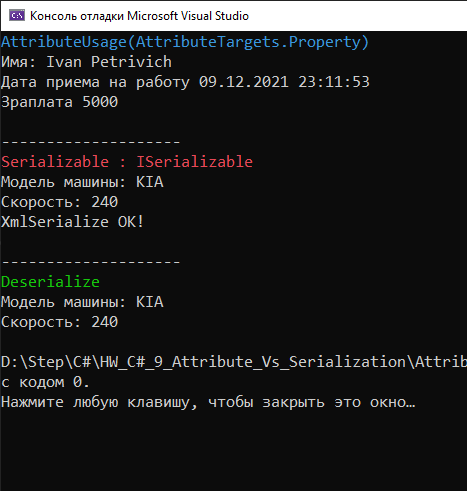 Консоль отладки Microsoft Visual Studio
AttributeUsage(AttributeTargets.Property)
Имя: Ivan Petrivich
Дата приема на работу 09.12.2021 23:11:53
Зраплата 5000
--------------------
Serializable : ISerializable
Модель машины: KIA
Скорость: 240
XmlSerialize OK!
--------------------
Deserialize
Модель машины: KIA
Скорость: 240
D:\Step\C#\HW_C#_9_Attribute_Vs_Serialization\Attrib
с кодом 0.
Нажмите любую клавишу, чтобы закрыть это окно…